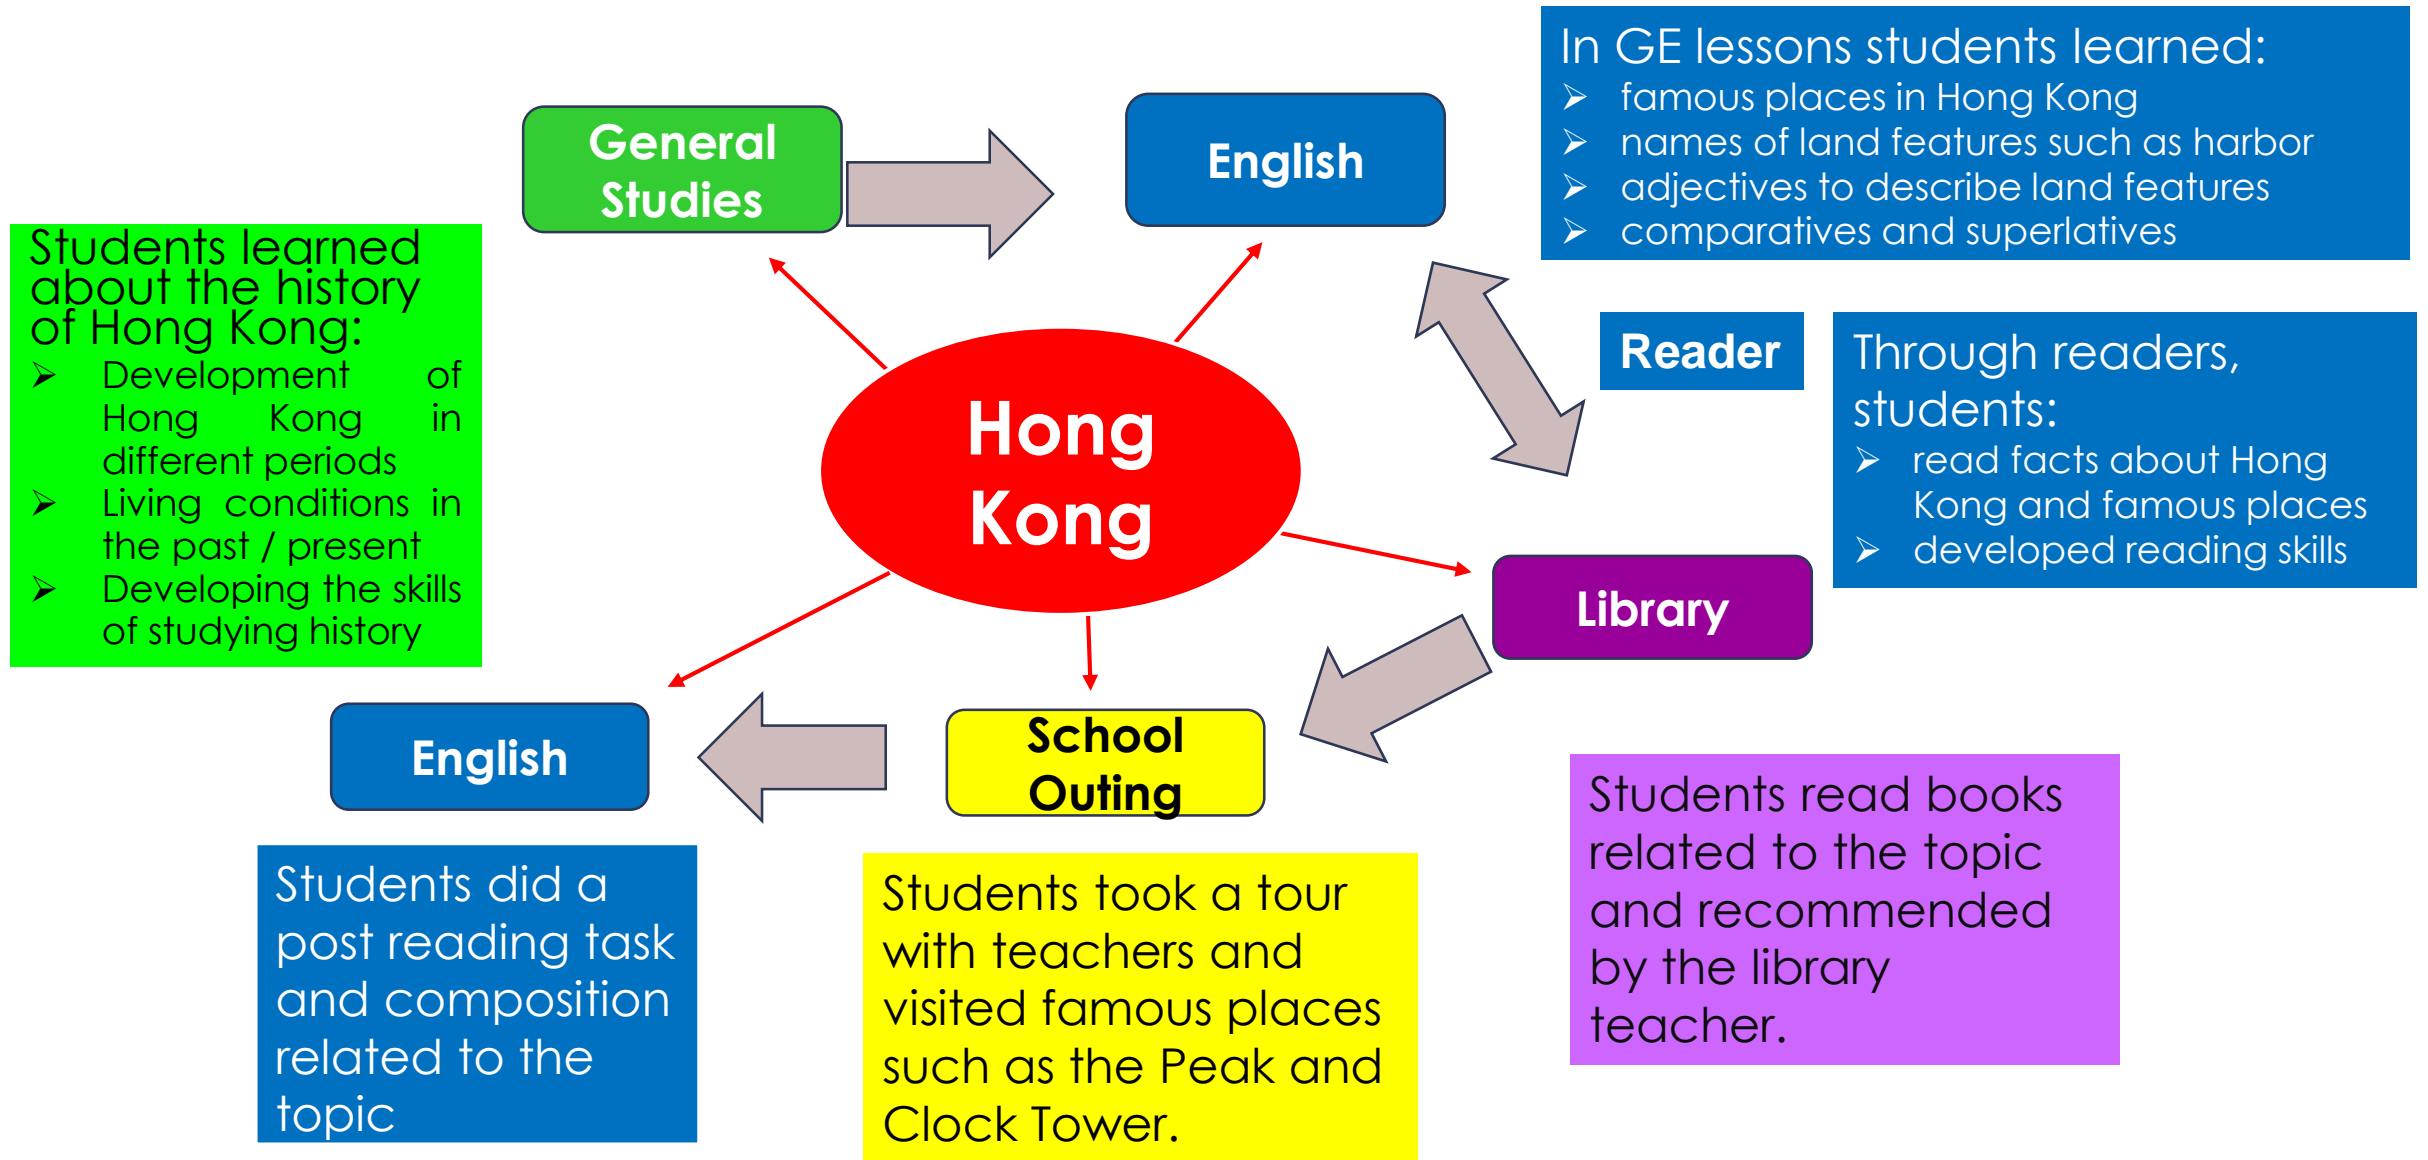 General
Studies
English
In GE lessons students learned:
➢ famous places in Hong Kong
➢ names of land features such as harbor
➢ adjectives to describe land features
➢ comparatives and superlatives
Students learned
about the history
of Hong Kong:
➢ Development of
Hong Kong in
different periods
➢ Living conditions in
the past / present
➢ Developing the skills
of studying history
Hong
Kong
Reader
Through readers,
students:
➢ read facts about Hong
Kong and famous places
➢ developed reading skills
Library
Students read books
related to the topic
and recommended
by the library
teacher.
School
Outing
Students took a tour
with teachers and
visited famous places
such as the Peak and
Clock Tower.
English
Students did a
post reading task
and composition
related to the
topic